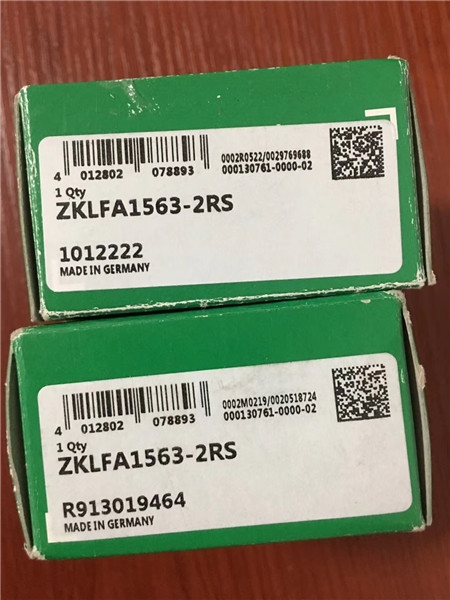 0002R0522/0029769688
000130761-0000-02
4 012802 078893
1 Qty
ZKLFA1563-2RS
1012222
MADE IN GERMANY
0002M0219/0020518724
000130761-0000-02
4 012802 078893
1 Qty
ZKLFA1563-2RS
R913019464
MADE IN GERMANY